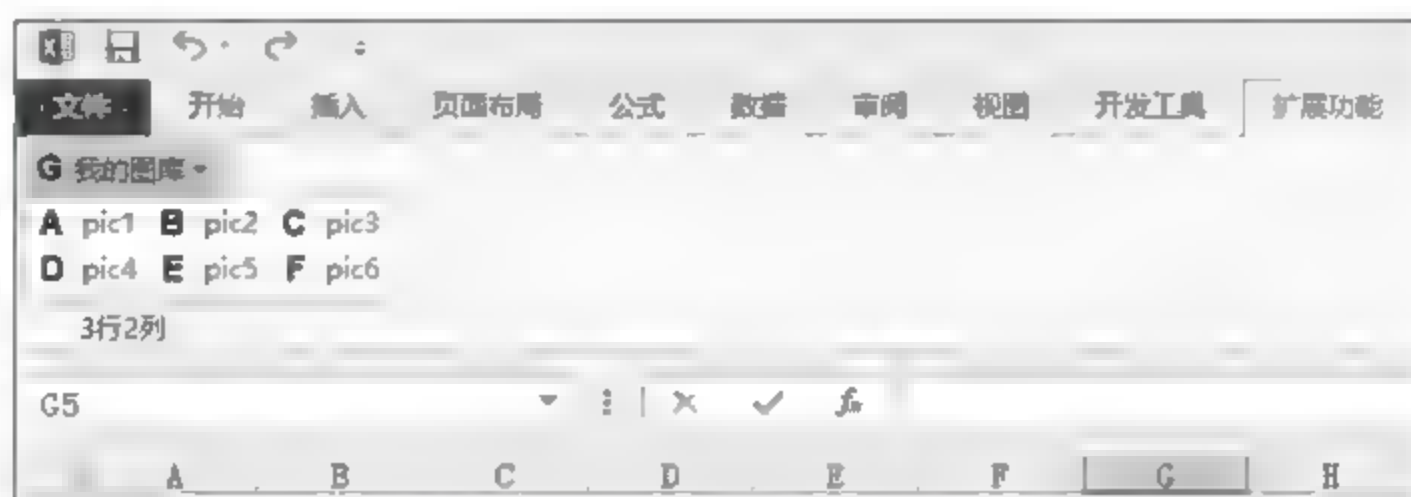 文件 开始 插入 页面布局 公式 数据 审阅 视图 开发工具 扩展功能
G 我的图库
A pic1 B pic2 C pic3
D pic4 E pic5 F pic6
3行2列
G5 fx
A B C D E F G H